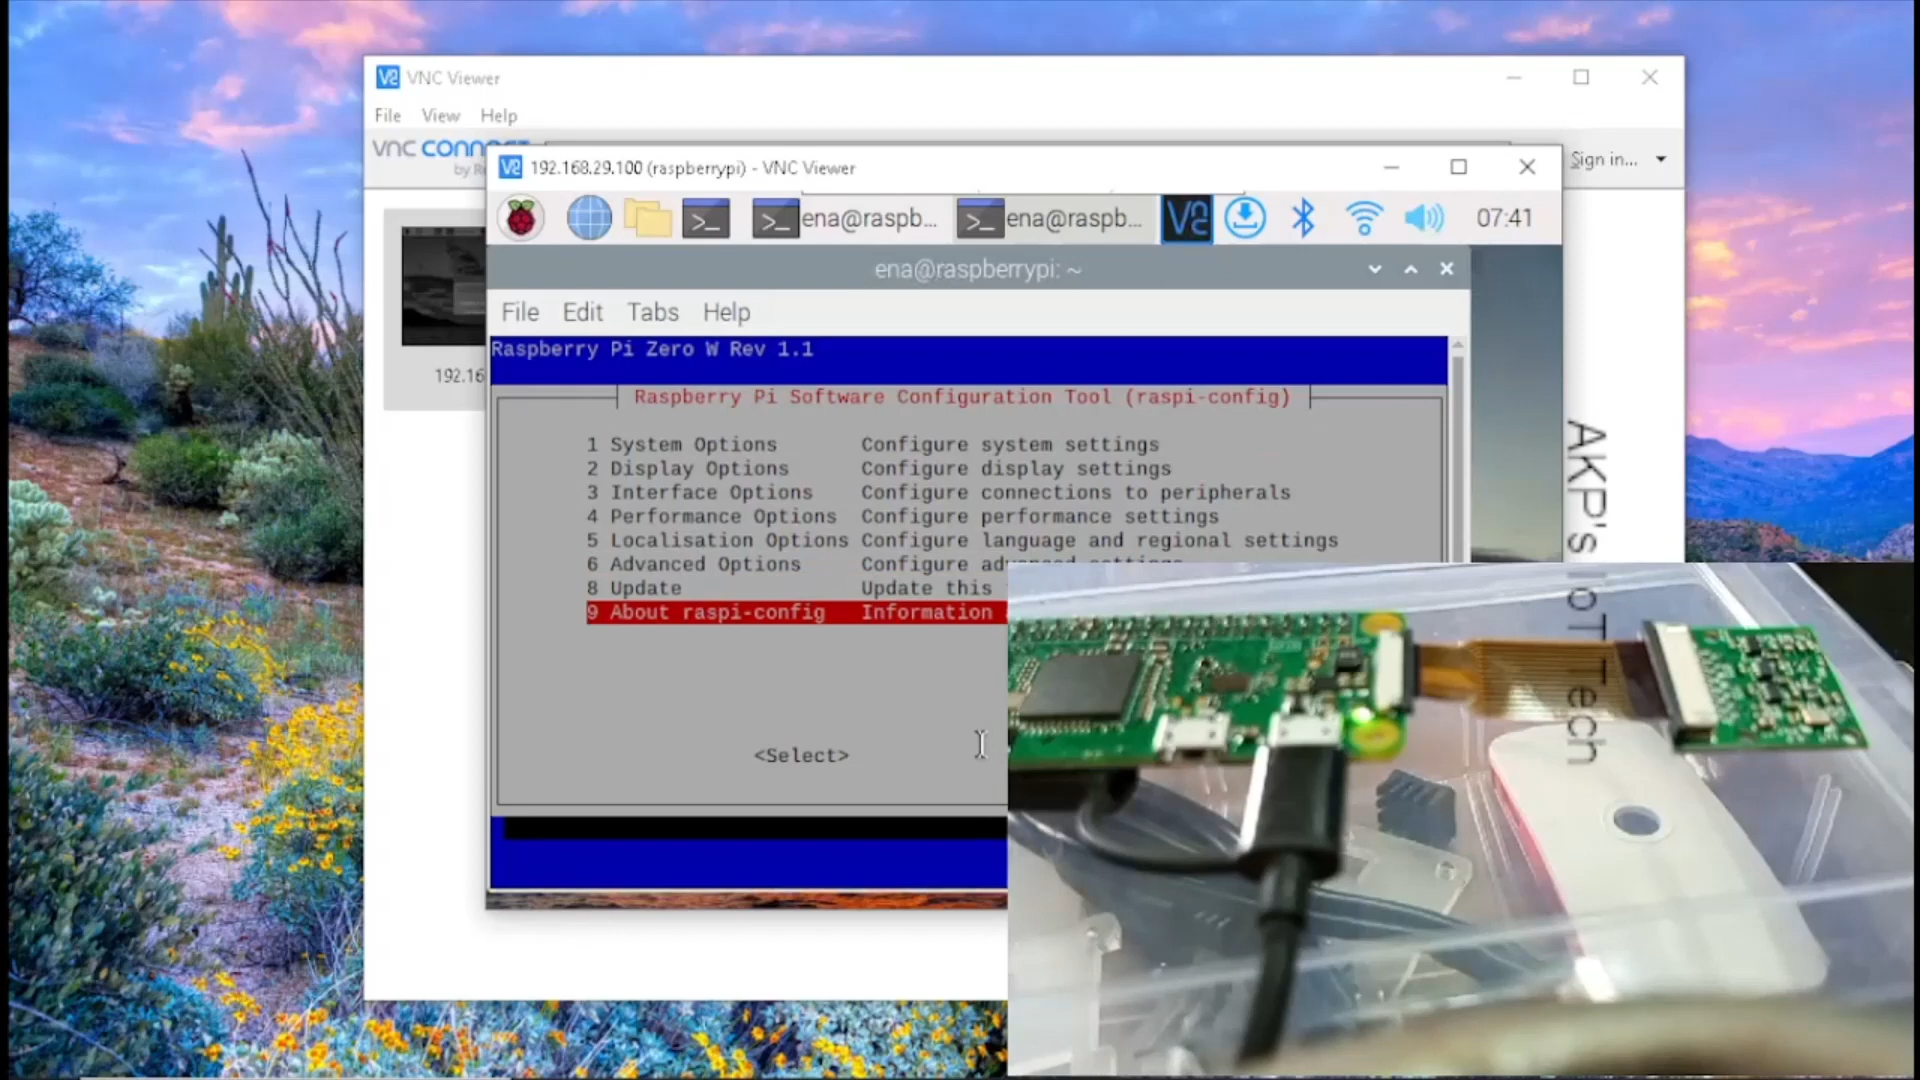 VNC Viewer
File View Help
vnc connect
Sign in...
192.168.29.100 (raspberrypi) - VNC Viewer
ena@raspb...
ena@raspb...
07:41
ena@raspberrypi: ~
File Edit Tabs Help
Raspberry Pi Zero W Rev 1.1
Raspberry Pi Software Configuration Tool (raspi-config)
1 System Options Configure system settings
2 Display Options Configure display settings
3 Interface Options Configure connections to peripherals
4 Performance Options Configure performance settings
5 Localisation Options Configure language and regional settings
6 Advanced Options Configure advanced settings
8 Update Update this
9 About raspi-config Information
<Select>
192.16
AKP's IoT Tech